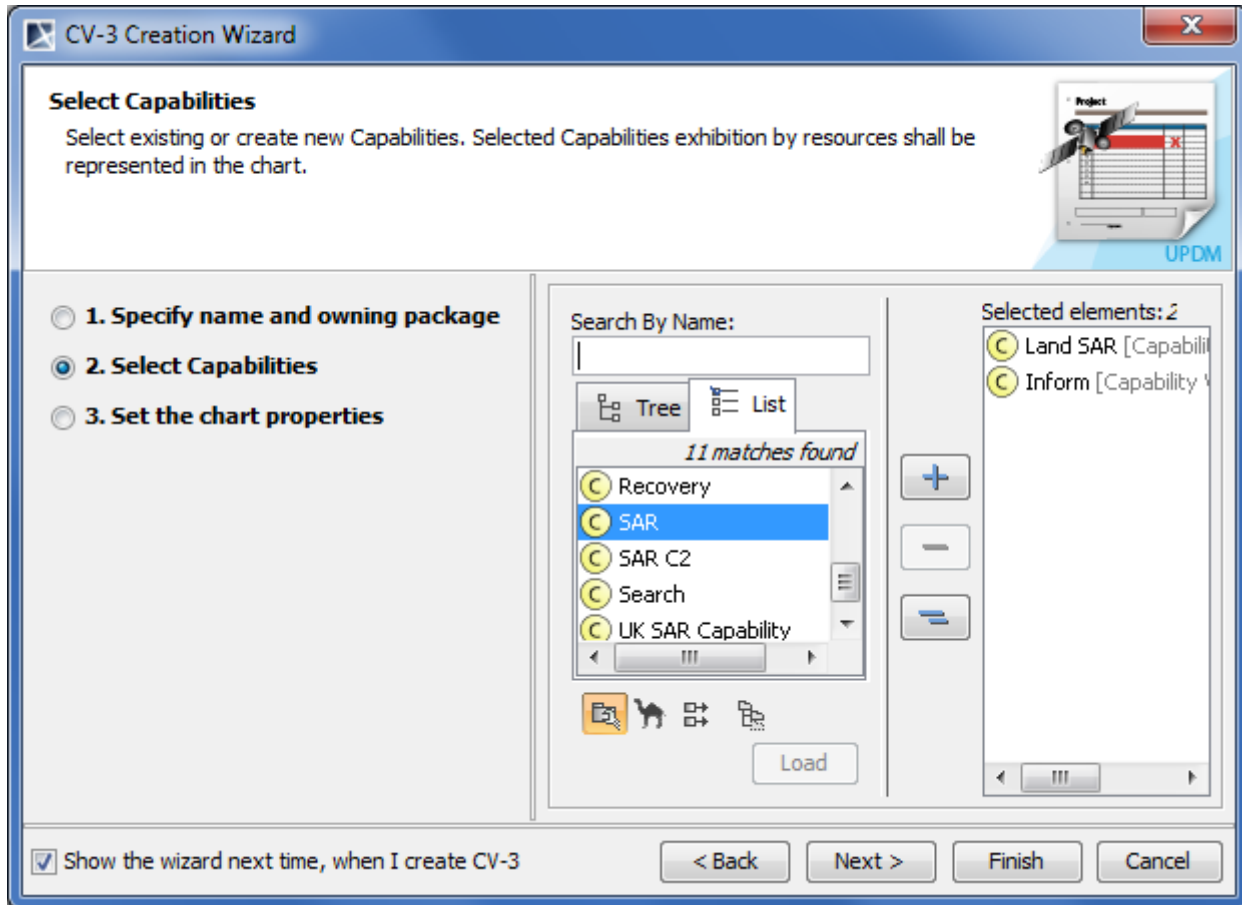 CV-3 Creation Wizard
Select Capabilities
Select existing or create new Capabilities. Selected Capabilities exhibition by resources shall be
represented in the chart.
Project
UPDM
1. Specify name and owning package
2. Select Capabilities
3. Set the chart properties
Search By Name:
Tree
List
11 matches found
Recovery
SAR
SAR C2
Search
UK SAR Capability
Load
Selected elements: 2
Land SAR [Capabili
Inform [Capability
Show the wizard next time, when I create CV-3
< Back
Next >
Finish
Cancel